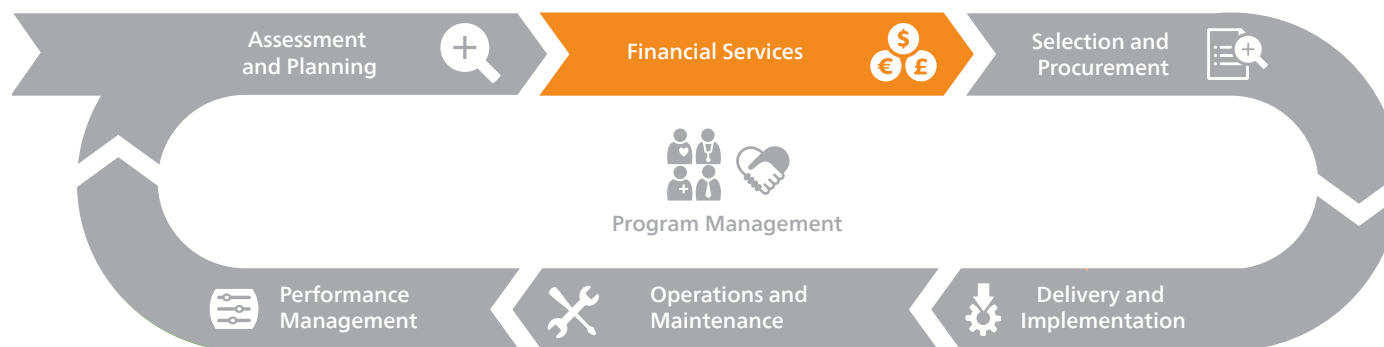 Assessment
and Planning
Financial Services
$
€ £
Selection and
Procurement
Program Management
Performance
Management
Operations and
Maintenance
Delivery and
Implementation